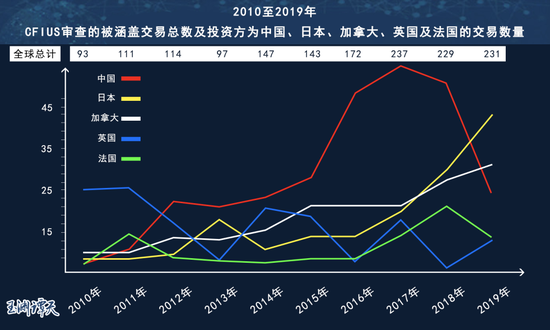 2010至2019年
CFIUS审查的被涵盖交易总数及投资方为中国、日本、加拿大、英国及法国的交易数量
全球总计 93 111 114 97 147 143 172 237 229 231
中国
日本
加拿大
英国
法国
45
35
25
15
2010年 2011年 2012年 2013年 2014年 2015年 2016年 2017年 2018年 2019年